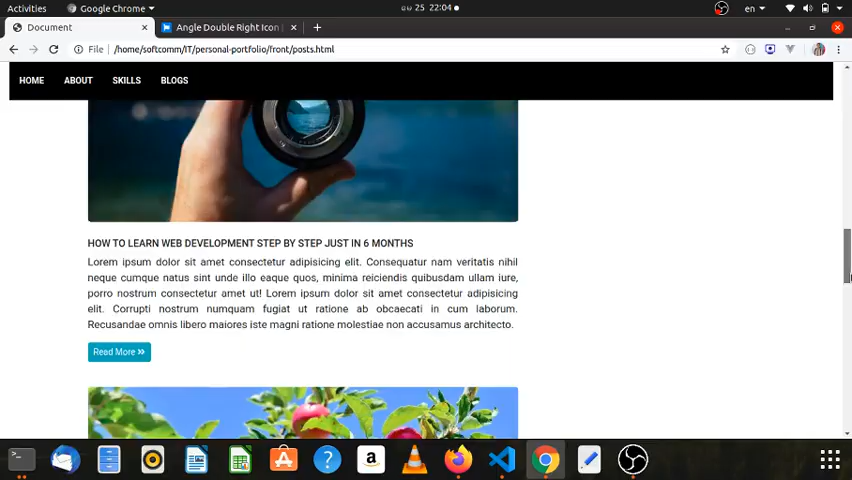 Activities Google Chrome ዐርብ 25 22:04 en
Document Angle Double Right Icon |
File /home/softcomm/IT/personal-portfolio/front/posts.html
HOME ABOUT SKILLS BLOGS
HOW TO LEARN WEB DEVELOPMENT STEP BY STEP JUST IN 6 MONTHS
Lorem ipsum dolor sit amet consectetur adipisicing elit. Consequatur nam veritatis nihil
neque cumque natus sint unde illo eaque quos, minima reiciendis quibusdam ullam iure,
porro nostrum consectetur amet ut! Lorem ipsum dolor sit amet consectetur adipisicing
elit. Corrupti nostrum numquam fugiat ut ratione ab obcaecati in cum laborum.
Recusandae omnis libero maiores iste magni ratione molestiae non accusamus architecto.
Read More